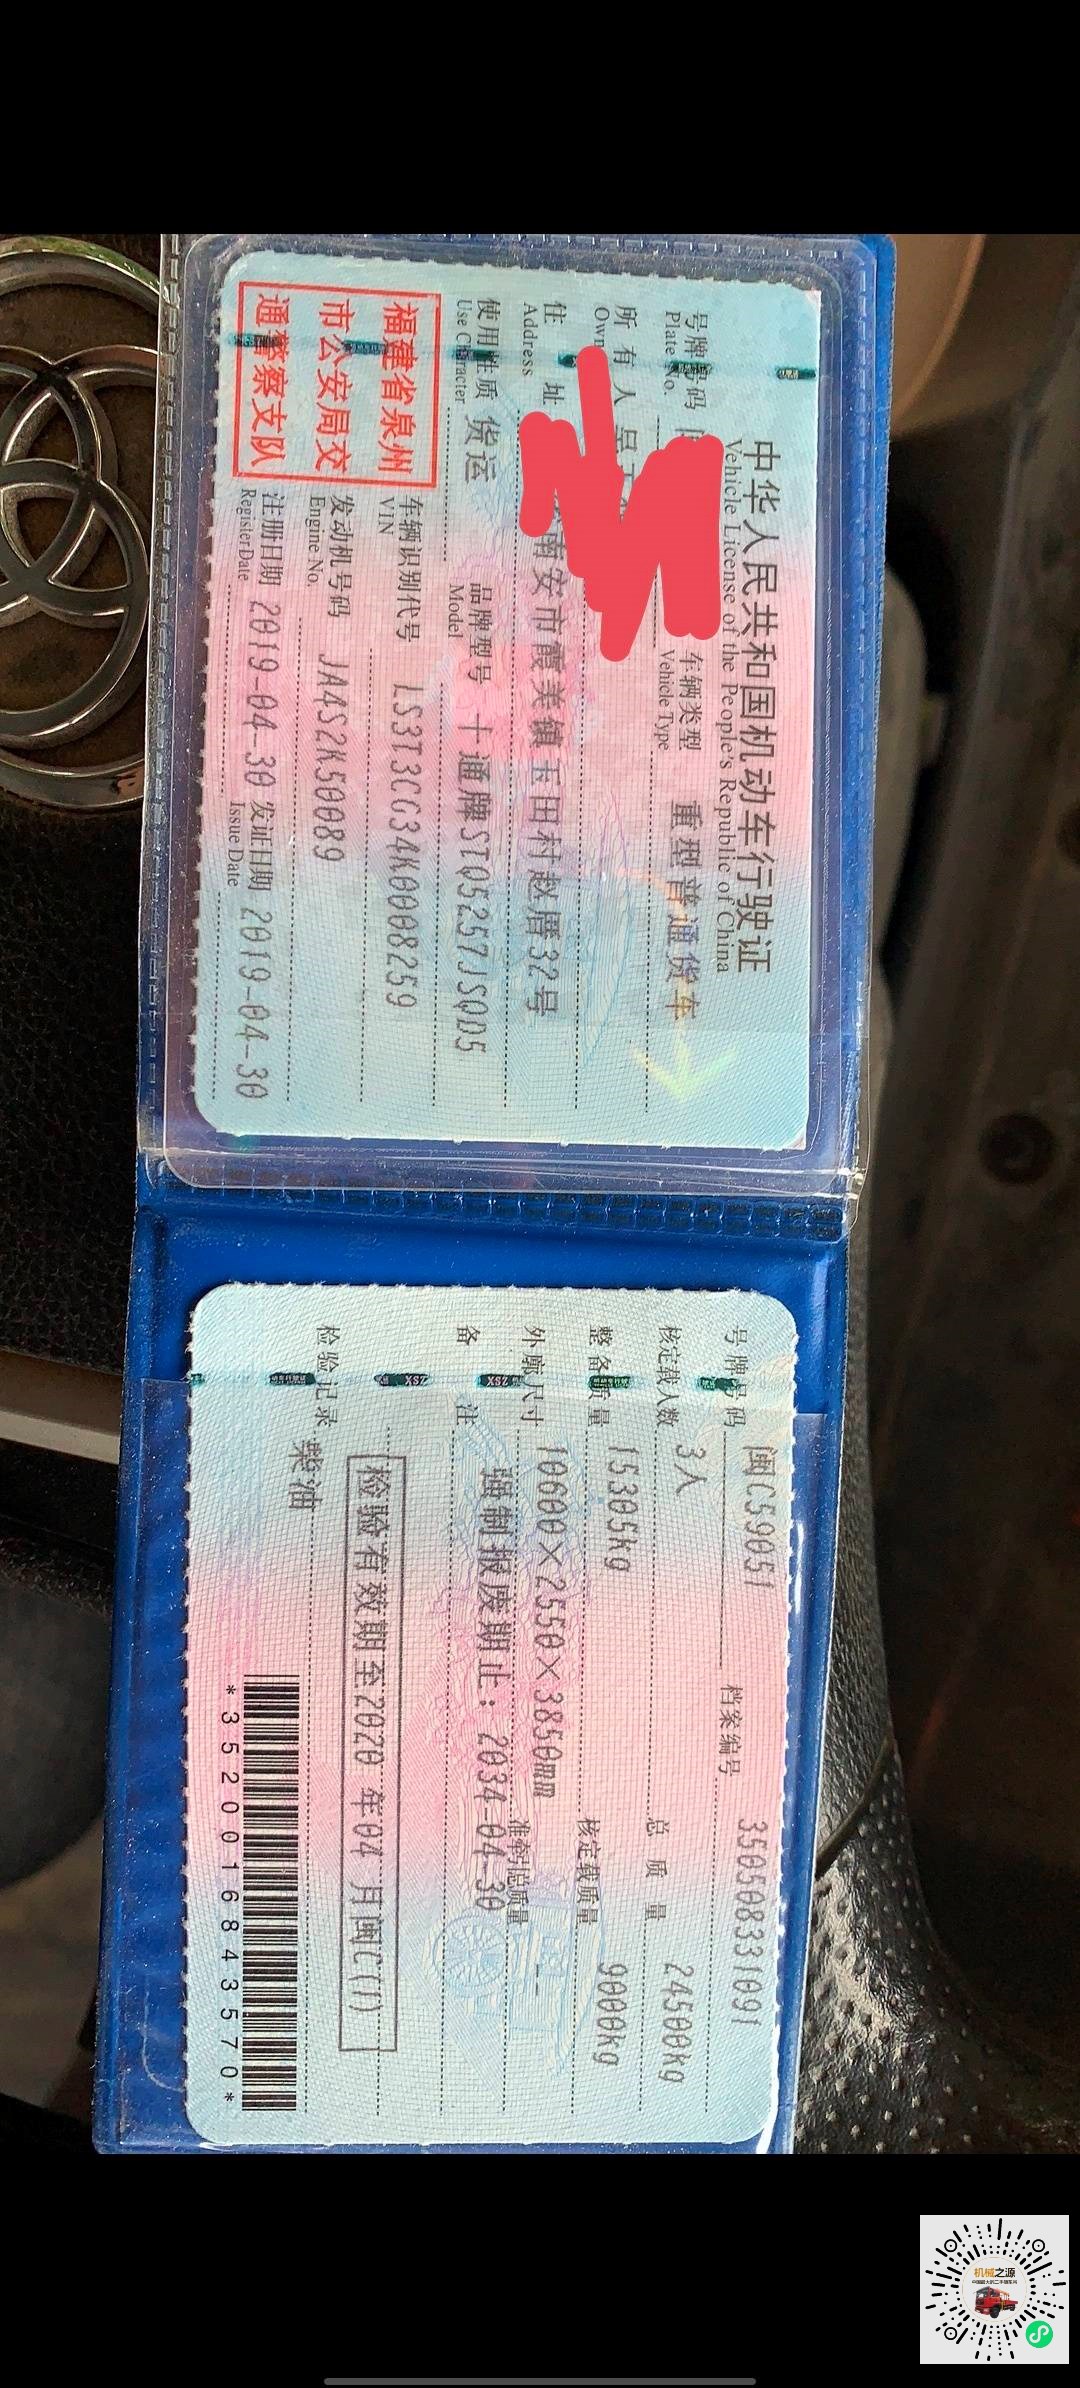 中华人民共和国机动车行驶证
Vehicle License of the People's Republic of China
号牌号码
Plate No.
车辆类型 重型普通货车
Vehicle Type
所有人
住址 南安市霞美镇玉田村赵厝32号
Address
使用性质 货运
Use Character
品牌型号 十通牌STQ5257JSQD5
Model
福建省泉州
市公安局交
通警察支队
车辆识别代号 LS3T3CG34K0008259
VIN
发动机号码 JA4S2K50089
Engine No.
注册日期 2019-04-30 发证日期 2019-04-30
Register Date Issue Date
号牌号码 闽C59051 档案编号 350508331091
核定载人数 3人 总质量 24500kg
整备质量 15305kg 核定载质量 9000kg
外廓尺寸 10600×2550×3850mm 准牵引总质量 --
备注 强制报废期止：2034-04-30
检验有效期至2020年04月闽C(1)
检验记录
柴油
*3520016843570*
机械之源